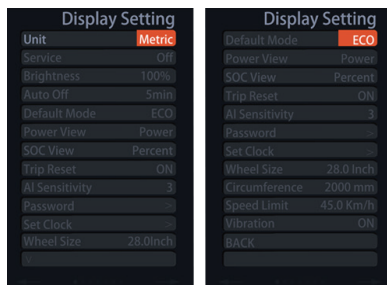 Display Setting
Unit Metric
Service Off
Brightness 100%
Auto Off 5min
Default Mode ECO
Power View Power
SOC View Percent
Trip Reset ON
AI Sensitivity 3
Password >
Set Clock >
Wheel Size 28.0Inch
Display Setting
Default Mode ECO
Power View Power
SOC View Percent
Trip Reset ON
AI Sensitivity 3
Password >
Set Clock >
Wheel Size 28.0 Inch
Circumference 2000 mm
Speed Limit 45.0 Km/h
Vibration ON
BACK